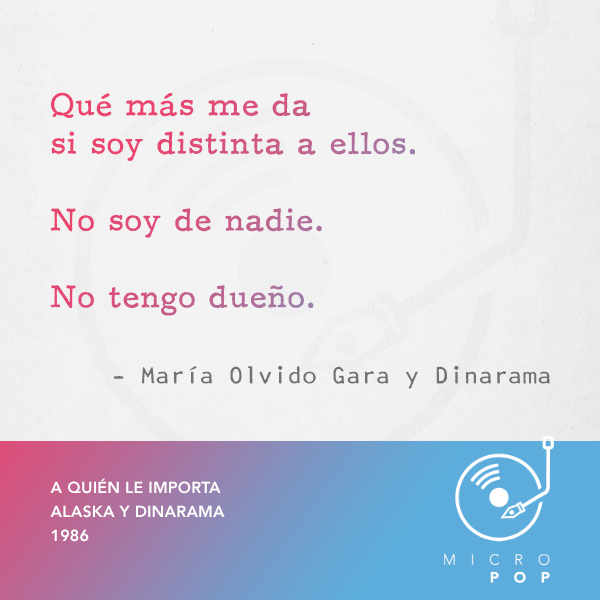 Qué más me da
si soy distinta a ellos.
No soy de nadie.
No tengo dueño.
– María Olvido Gara y Dinarama
A QUIÉN LE IMPORTA
ALASKA Y DINARAMA
1986
MICRO
POP